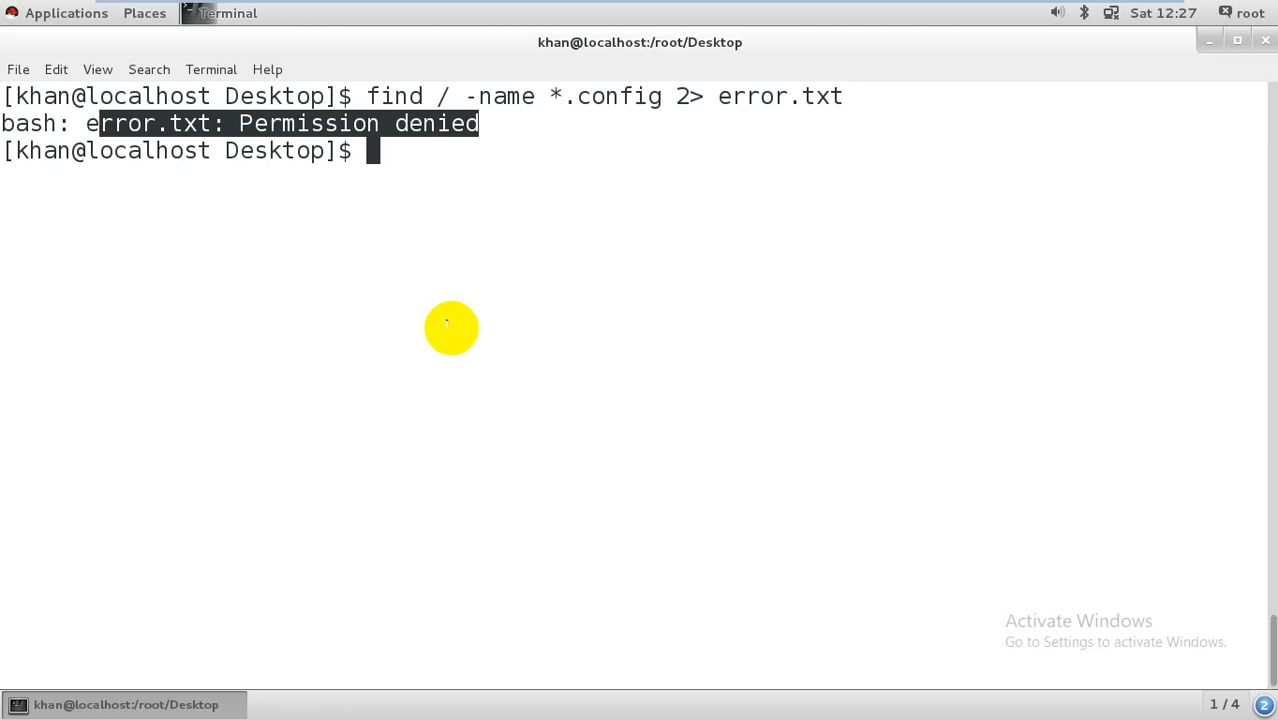 Applications Places Terminal Sat 12:27 root
khan@localhost:/root/Desktop
File Edit View Search Terminal Help
[khan@localhost Desktop]$ find / -name *.config 2> error.txt
bash: error.txt: Permission denied
[khan@localhost Desktop]$
Activate Windows
Go to Settings to activate Windows.
khan@localhost:/root/Desktop 1 / 4 2